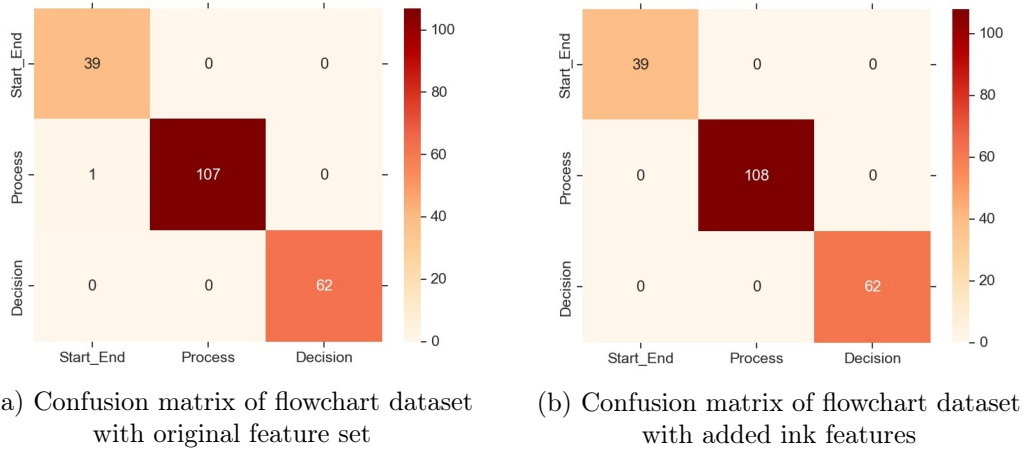 Start_End
39
0
0
Process
1
107
0
Decision
0
0
62
Start_End Process Decision
100
80
60
40
20
0
a) Confusion matrix of flowchart dataset
with original feature set
Start_End
39
0
0
Process
0
108
0
Decision
0
0
62
Start_End Process Decision
100
80
60
40
20
0
(b) Confusion matrix of flowchart dataset
with added ink features